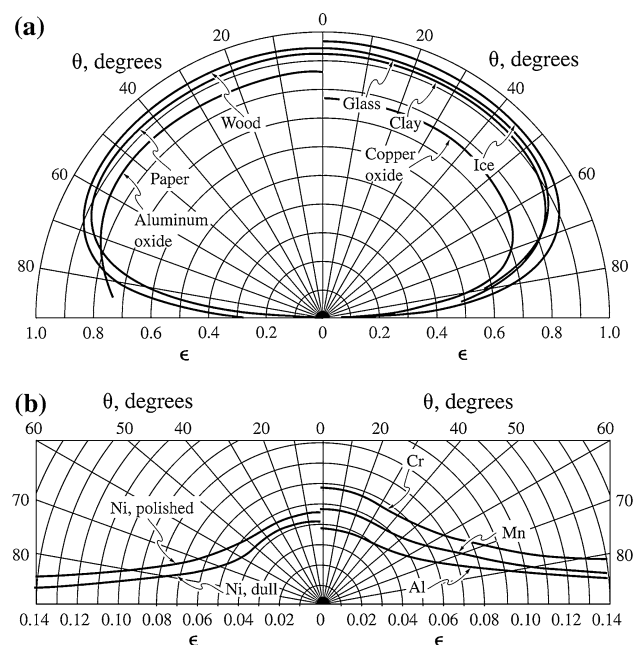 (a)
0
20
20
θ, degrees
θ, degrees
40
40
Glass
Wood
Clay
Copper
oxide
Ice
Paper
60
60
Aluminum
oxide
80
80
1.0 0.8 0.6 0.4 0.2 0 0.2 0.4 0.6 0.8 1.0
ϵ ϵ
(b)
θ, degrees θ, degrees
60 50 40 20 0 20 40 50 60
Cr
70 70
Ni, polished
Mn
80 80
Ni, dull
Al
0.14 0.12 0.10 0.08 0.06 0.04 0.02 0 0.02 0.04 0.06 0.08 0.10 0.12 0.14
ϵ ϵ